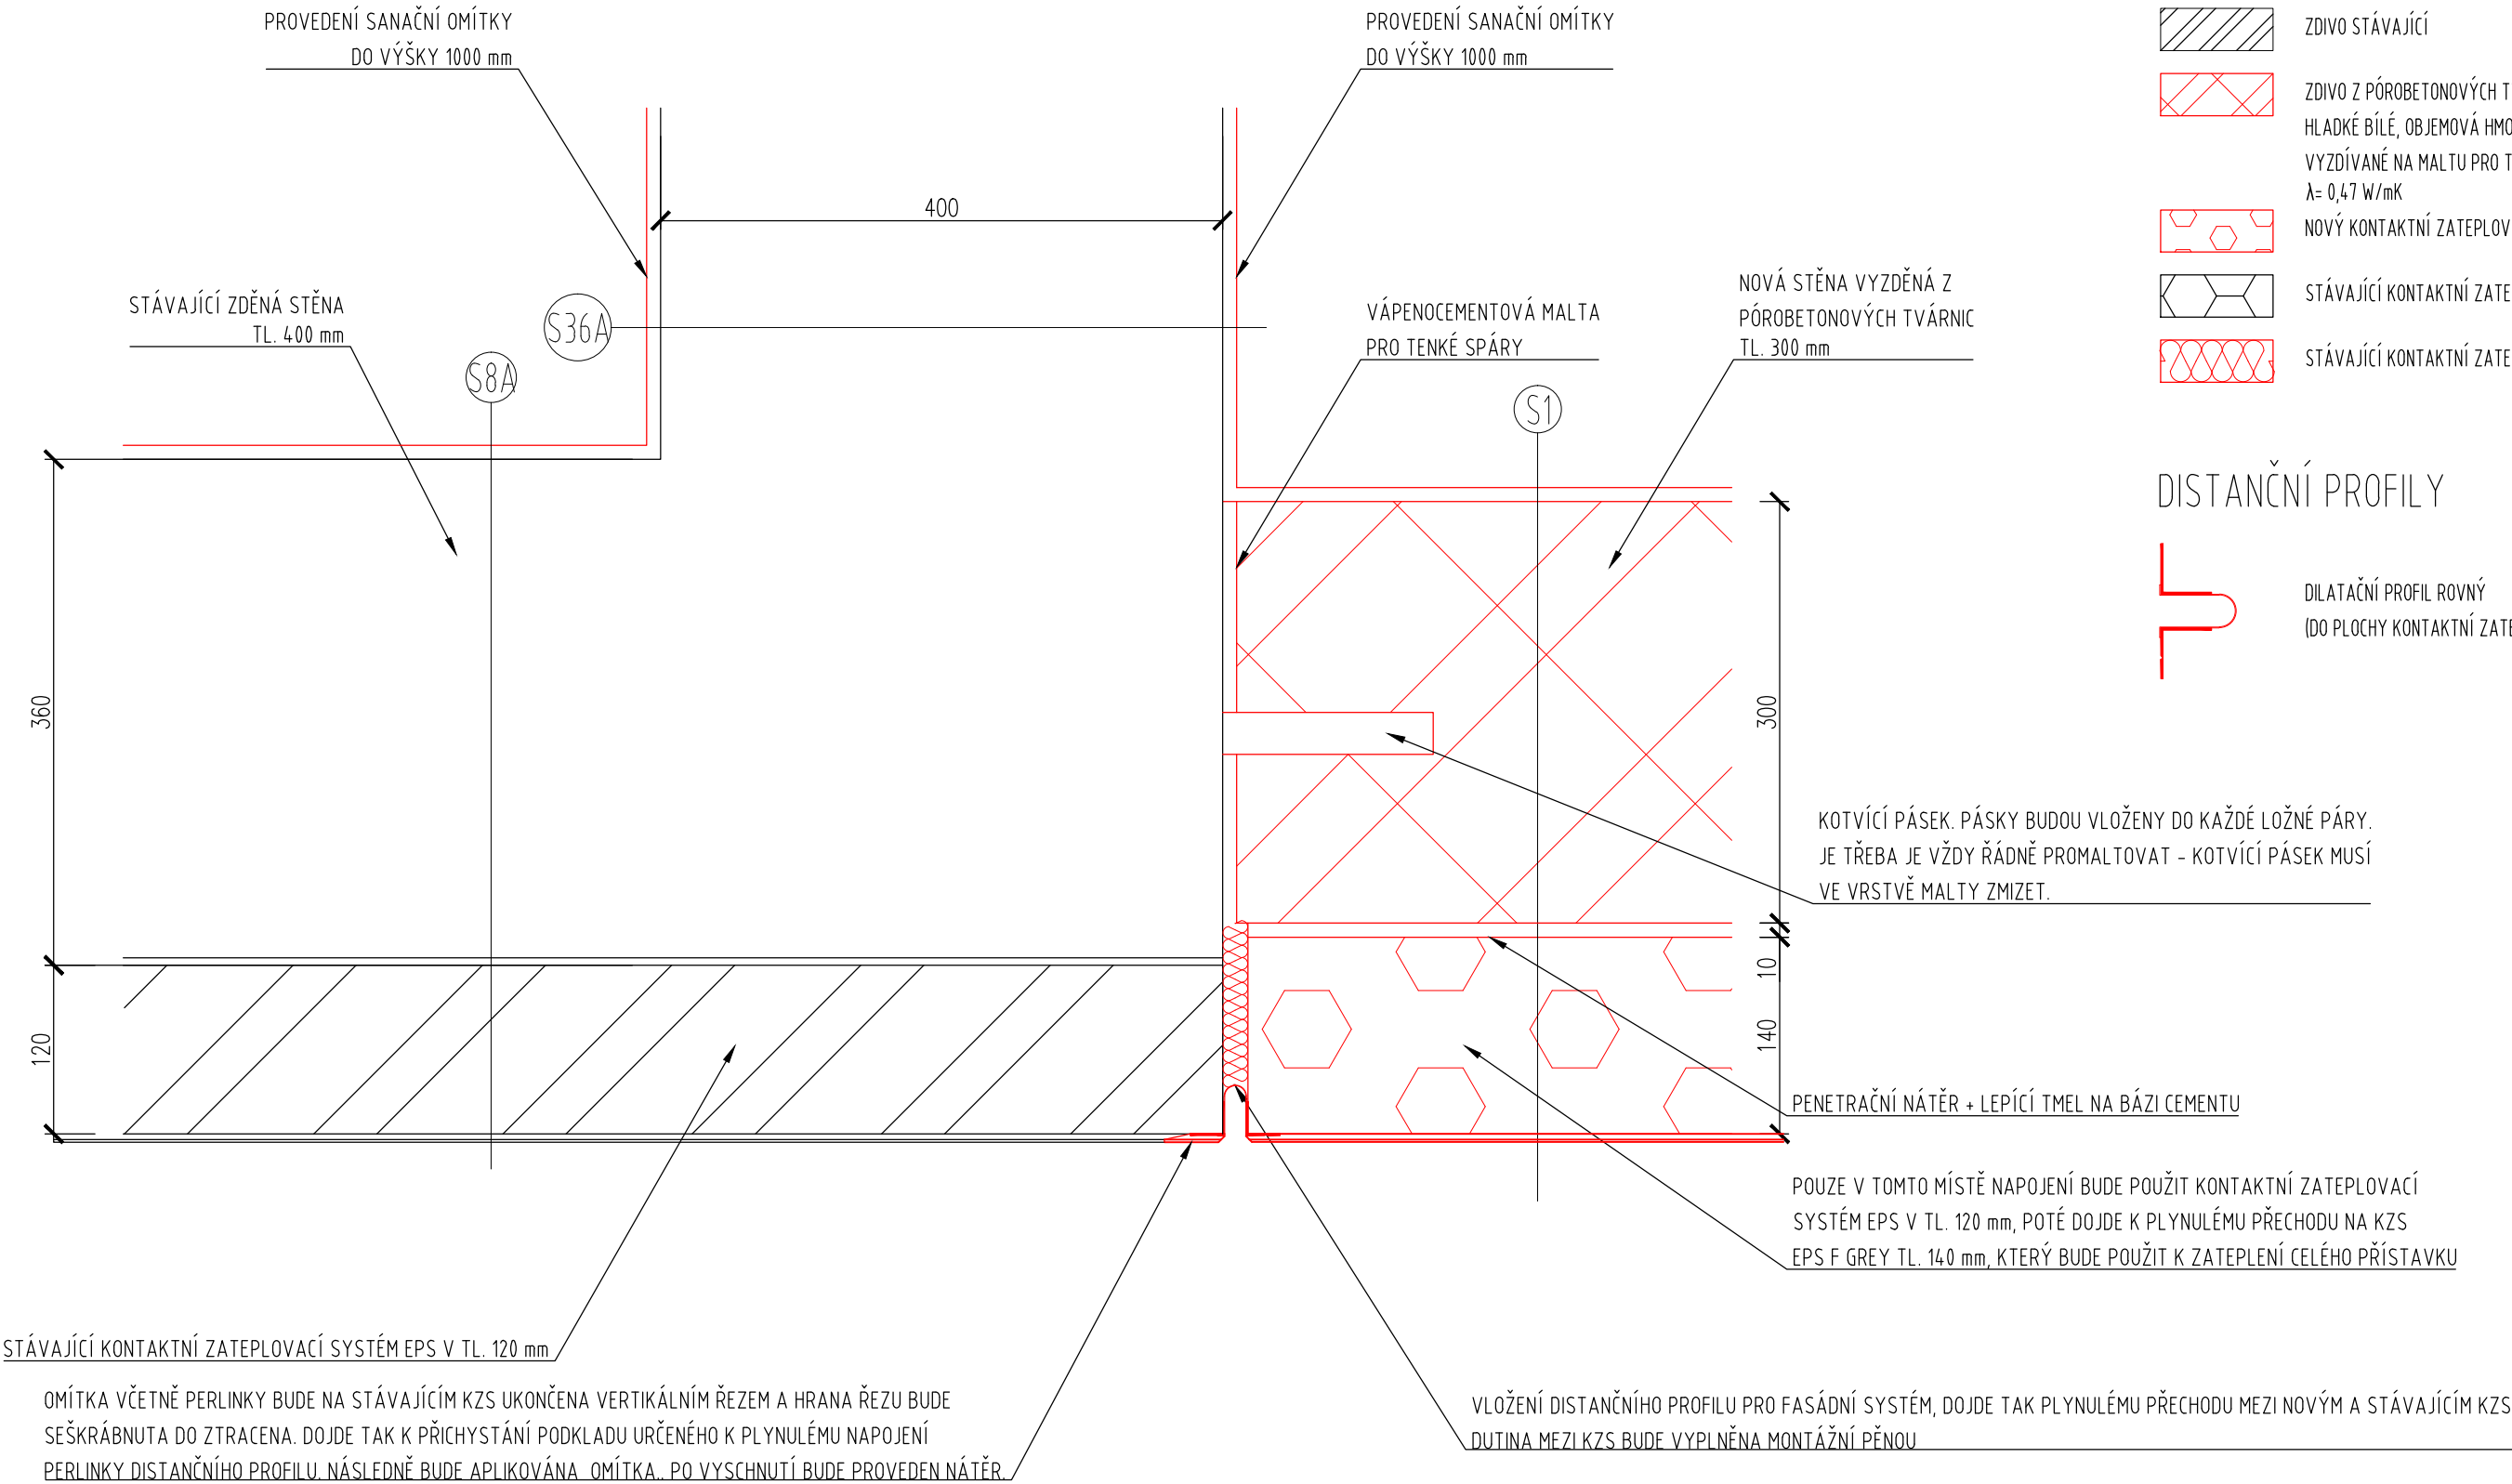 PROVEDENÍ SANAČNÍ OMÍTKY
DO VÝŠKY 1000 mm
PROVEDENÍ SANAČNÍ OMÍTKY
DO VÝŠKY 1000 mm
ZDIVO STÁVAJÍCÍ
ZDIVO Z PÓROBETONOVÝCH T
HLADKÉ BÍLÉ, OBJEMOVÁ HMO
VYZDÍVANÉ NA MALTU PRO T
λ= 0,47 W/mK
NOVÝ KONTAKTNÍ ZATEPLOV
STÁVAJÍCÍ KONTAKTNÍ ZATE
STÁVAJÍCÍ KONTAKTNÍ ZATE
400
STÁVAJÍCÍ ZDĚNÁ STĚNA
TL. 400 mm
S36A
S8A
VÁPENOCEMENTOVÁ MALTA
PRO TENKÉ SPÁRY
NOVÁ STĚNA VYZDĚNÁ Z
PÓROBETONOVÝCH TVÁRNIC
TL. 300 mm
S1
DISTANČNÍ PROFILY
DILATAČNÍ PROFIL ROVNÝ
(DO PLOCHY KONTAKTNÍ ZATE
360
300
KOTVÍCÍ PÁSEK. PÁSKY BUDOU VLOŽENY DO KAŽDÉ LOŽNÉ PÁRY.
JE TŘEBA JE VŽDY ŘÁDNĚ PROMALTOVAT - KOTVÍCÍ PÁSEK MUSÍ
VE VRSTVĚ MALTY ZMIZET.
10
120
140
PENETRAČNÍ NÁTĚR + LEPÍCÍ TMEL NA BÁZI CEMENTU
POUZE V TOMTO MÍSTĚ NAPOJENÍ BUDE POUŽIT KONTAKTNÍ ZATEPLOVACÍ
SYSTÉM EPS V TL. 120 mm, POTÉ DOJDE K PLYNULÉMU PŘECHODU NA KZS
EPS F GREY TL. 140 mm, KTERÝ BUDE POUŽIT K ZATEPLENÍ CELÉHO PŘÍSTAVKU
STÁVAJÍCÍ KONTAKTNÍ ZATEPLOVACÍ SYSTÉM EPS V TL. 120 mm
OMÍTKA VČETNĚ PERLINKY BUDE NA STÁVAJÍCÍM KZS UKONČENA VERTIKÁLNÍM ŘEZEM A HRANA ŘEZU BUDE
SEŠKRÁBNUTA DO ZTRACENA. DOJDE TAK K PŘICHYSTÁNÍ PODKLADU URČENÉHO K PLYNULÉMU NAPOJENÍ
PERLINKY DISTANČNÍHO PROFILU. NÁSLEDNĚ BUDE APLIKOVÁNA OMÍTKA.. PO VYSCHNUTÍ BUDE PROVEDEN NÁTĚR.
VLOŽENÍ DISTANČNÍHO PROFILU PRO FASÁDNÍ SYSTÉM, DOJDE TAK PLYNULÉMU PŘECHODU MEZI NOVÝM A STÁVAJÍCÍM KZS
DUTINA MEZI KZS BUDE VYPLNĚNA MONTÁŽNÍ PĚNOU